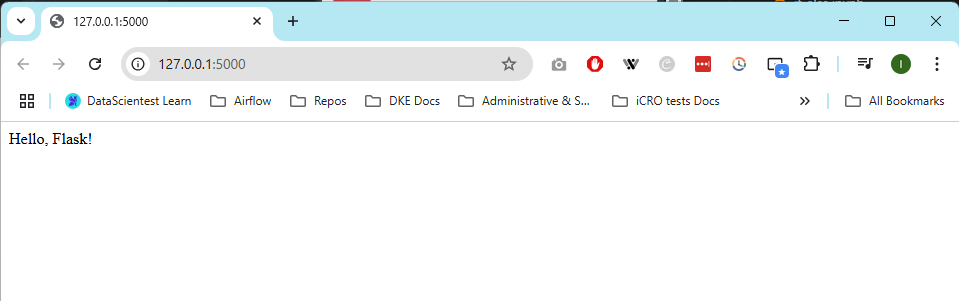 127.0.0.1:5000
127.0.0.1:5000
DataScientest Learn Airflow Repos DKE Docs Administrative & S... iCRO tests Docs All Bookmarks
Hello, Flask!